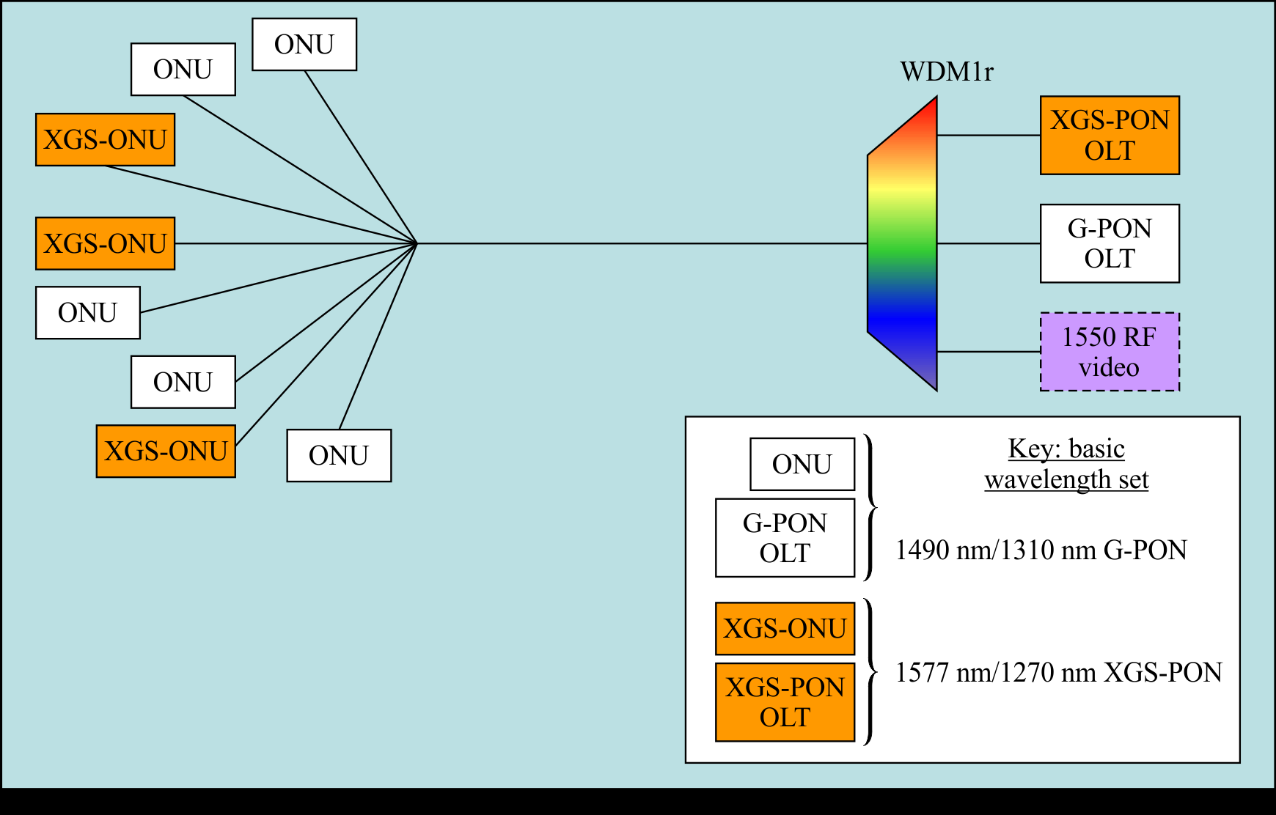 ONU
ONU
XGS-ONU
XGS-ONU
ONU
ONU
XGS-ONU
ONU
WDM1r
XGS-PON
OLT
G-PON
OLT
1550 RF
video
Key: basic
wavelength set
ONU
G-PON
OLT
1490 nm/1310 nm G-PON
XGS-ONU
XGS-PON
OLT
1577 nm/1270 nm XGS-PON